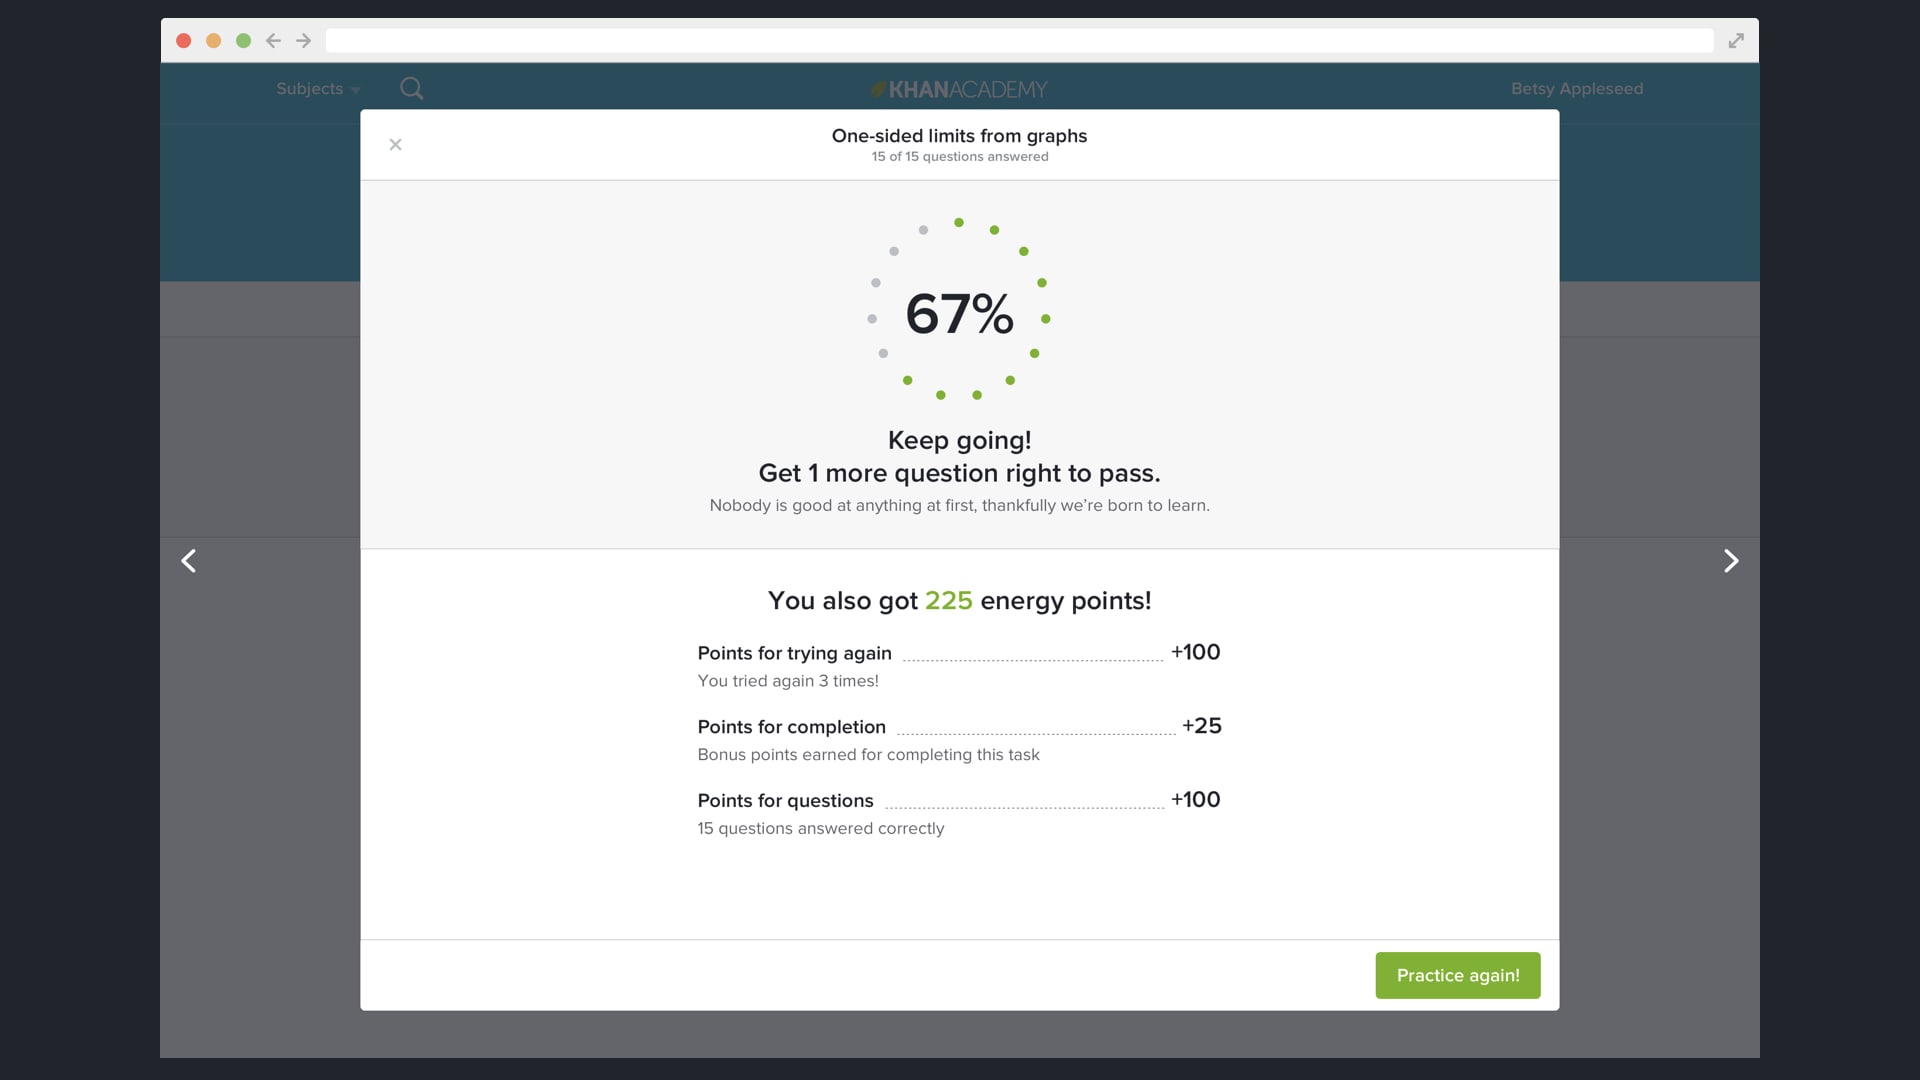 Subjects
KHANACADEMY
Betsy Appleseed
One-sided limits from graphs
15 of 15 questions answered
67%
Keep going!
Get 1 more question right to pass.
Nobody is good at anything at first, thankfully we're born to learn.
You also got 225 energy points!
Points for trying again +100
You tried again 3 times!
Points for completion +25
Bonus points earned for completing this task
Points for questions +100
15 questions answered correctly
Practice again!